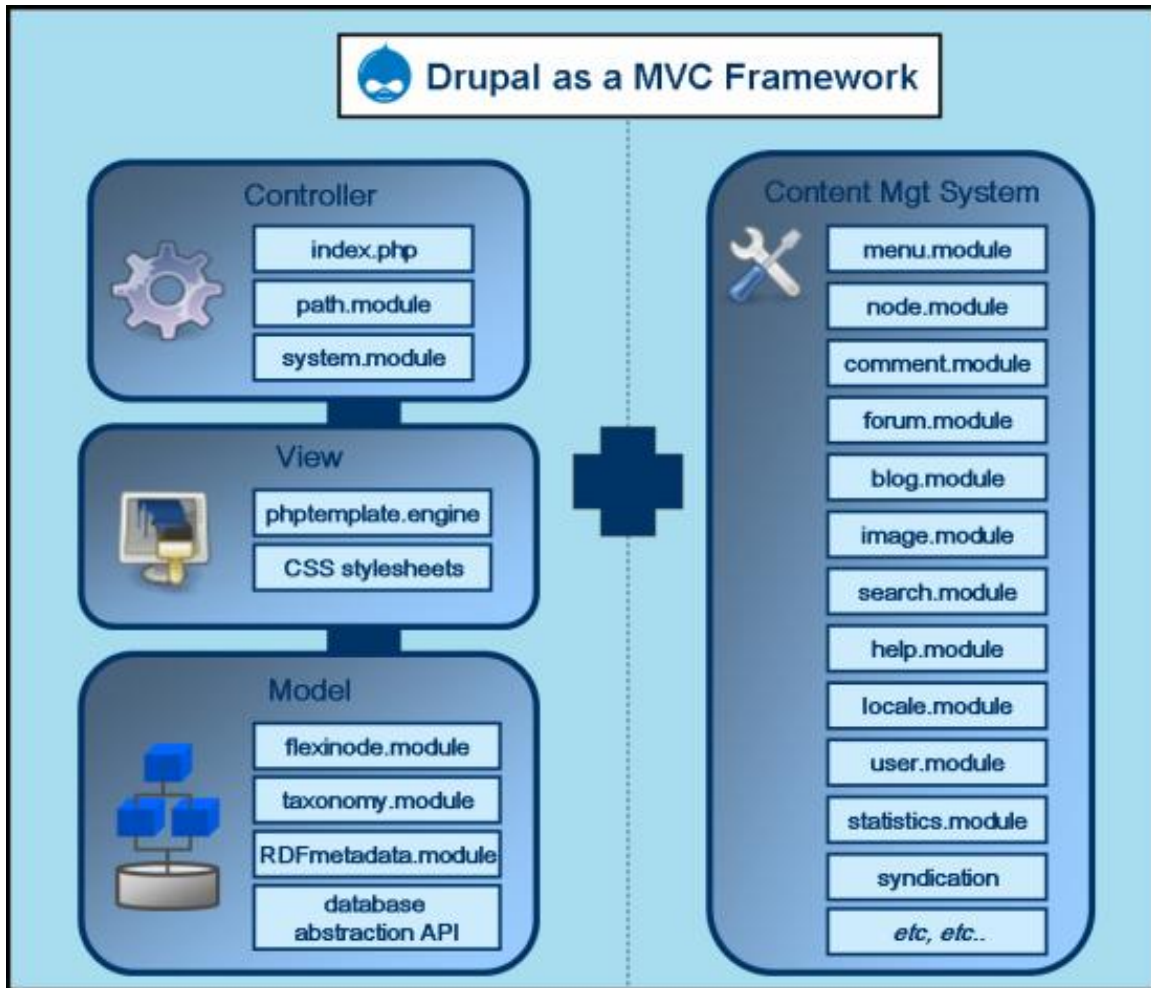 Drupal as a MVC Framework
Controller
index.php
path.module
system.module
View
phptemplate.engine
CSS stylesheets
Model
flexinode.module
taxonomy.module
RDFmetadata.module
database
abstraction API
Content Mgt System
menu.module
node.module
comment.module
forum.module
blog.module
image.module
search.module
help.module
locale.module
user.module
statistics.module
syndication
etc, etc..